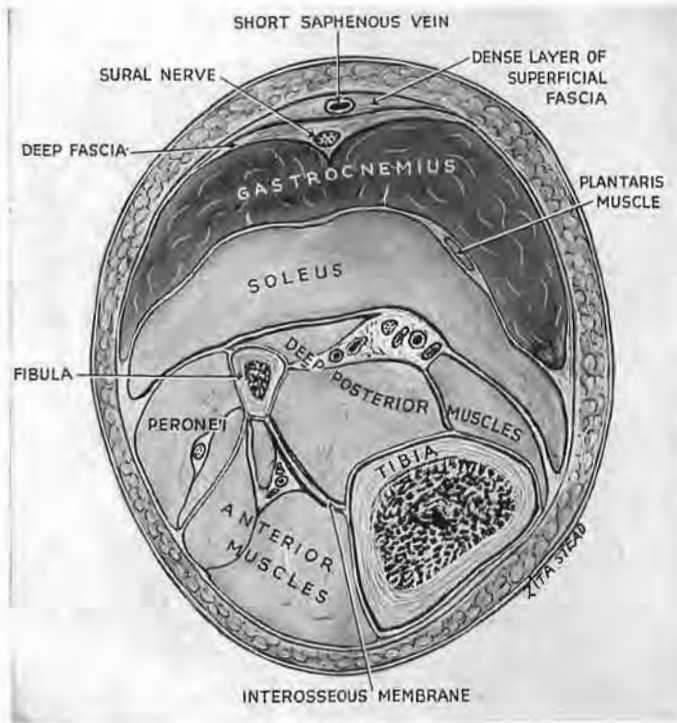 SHORT SAPHENOUS VEIN
SURAL NERVE
DENSE LAYER OF
SUPERFICIAL
FASCIA
DEEP FASCIA
GASTROCNEMIUS
PLANTARIS
MUSCLE
SOLEUS
FIBULA
DEEP POSTERIOR MUSCLES
PERONEI
TIBIA
ANTERIOR
MUSCLES
ZITA STEAD
INTEROSSEOUS MEMBRANE